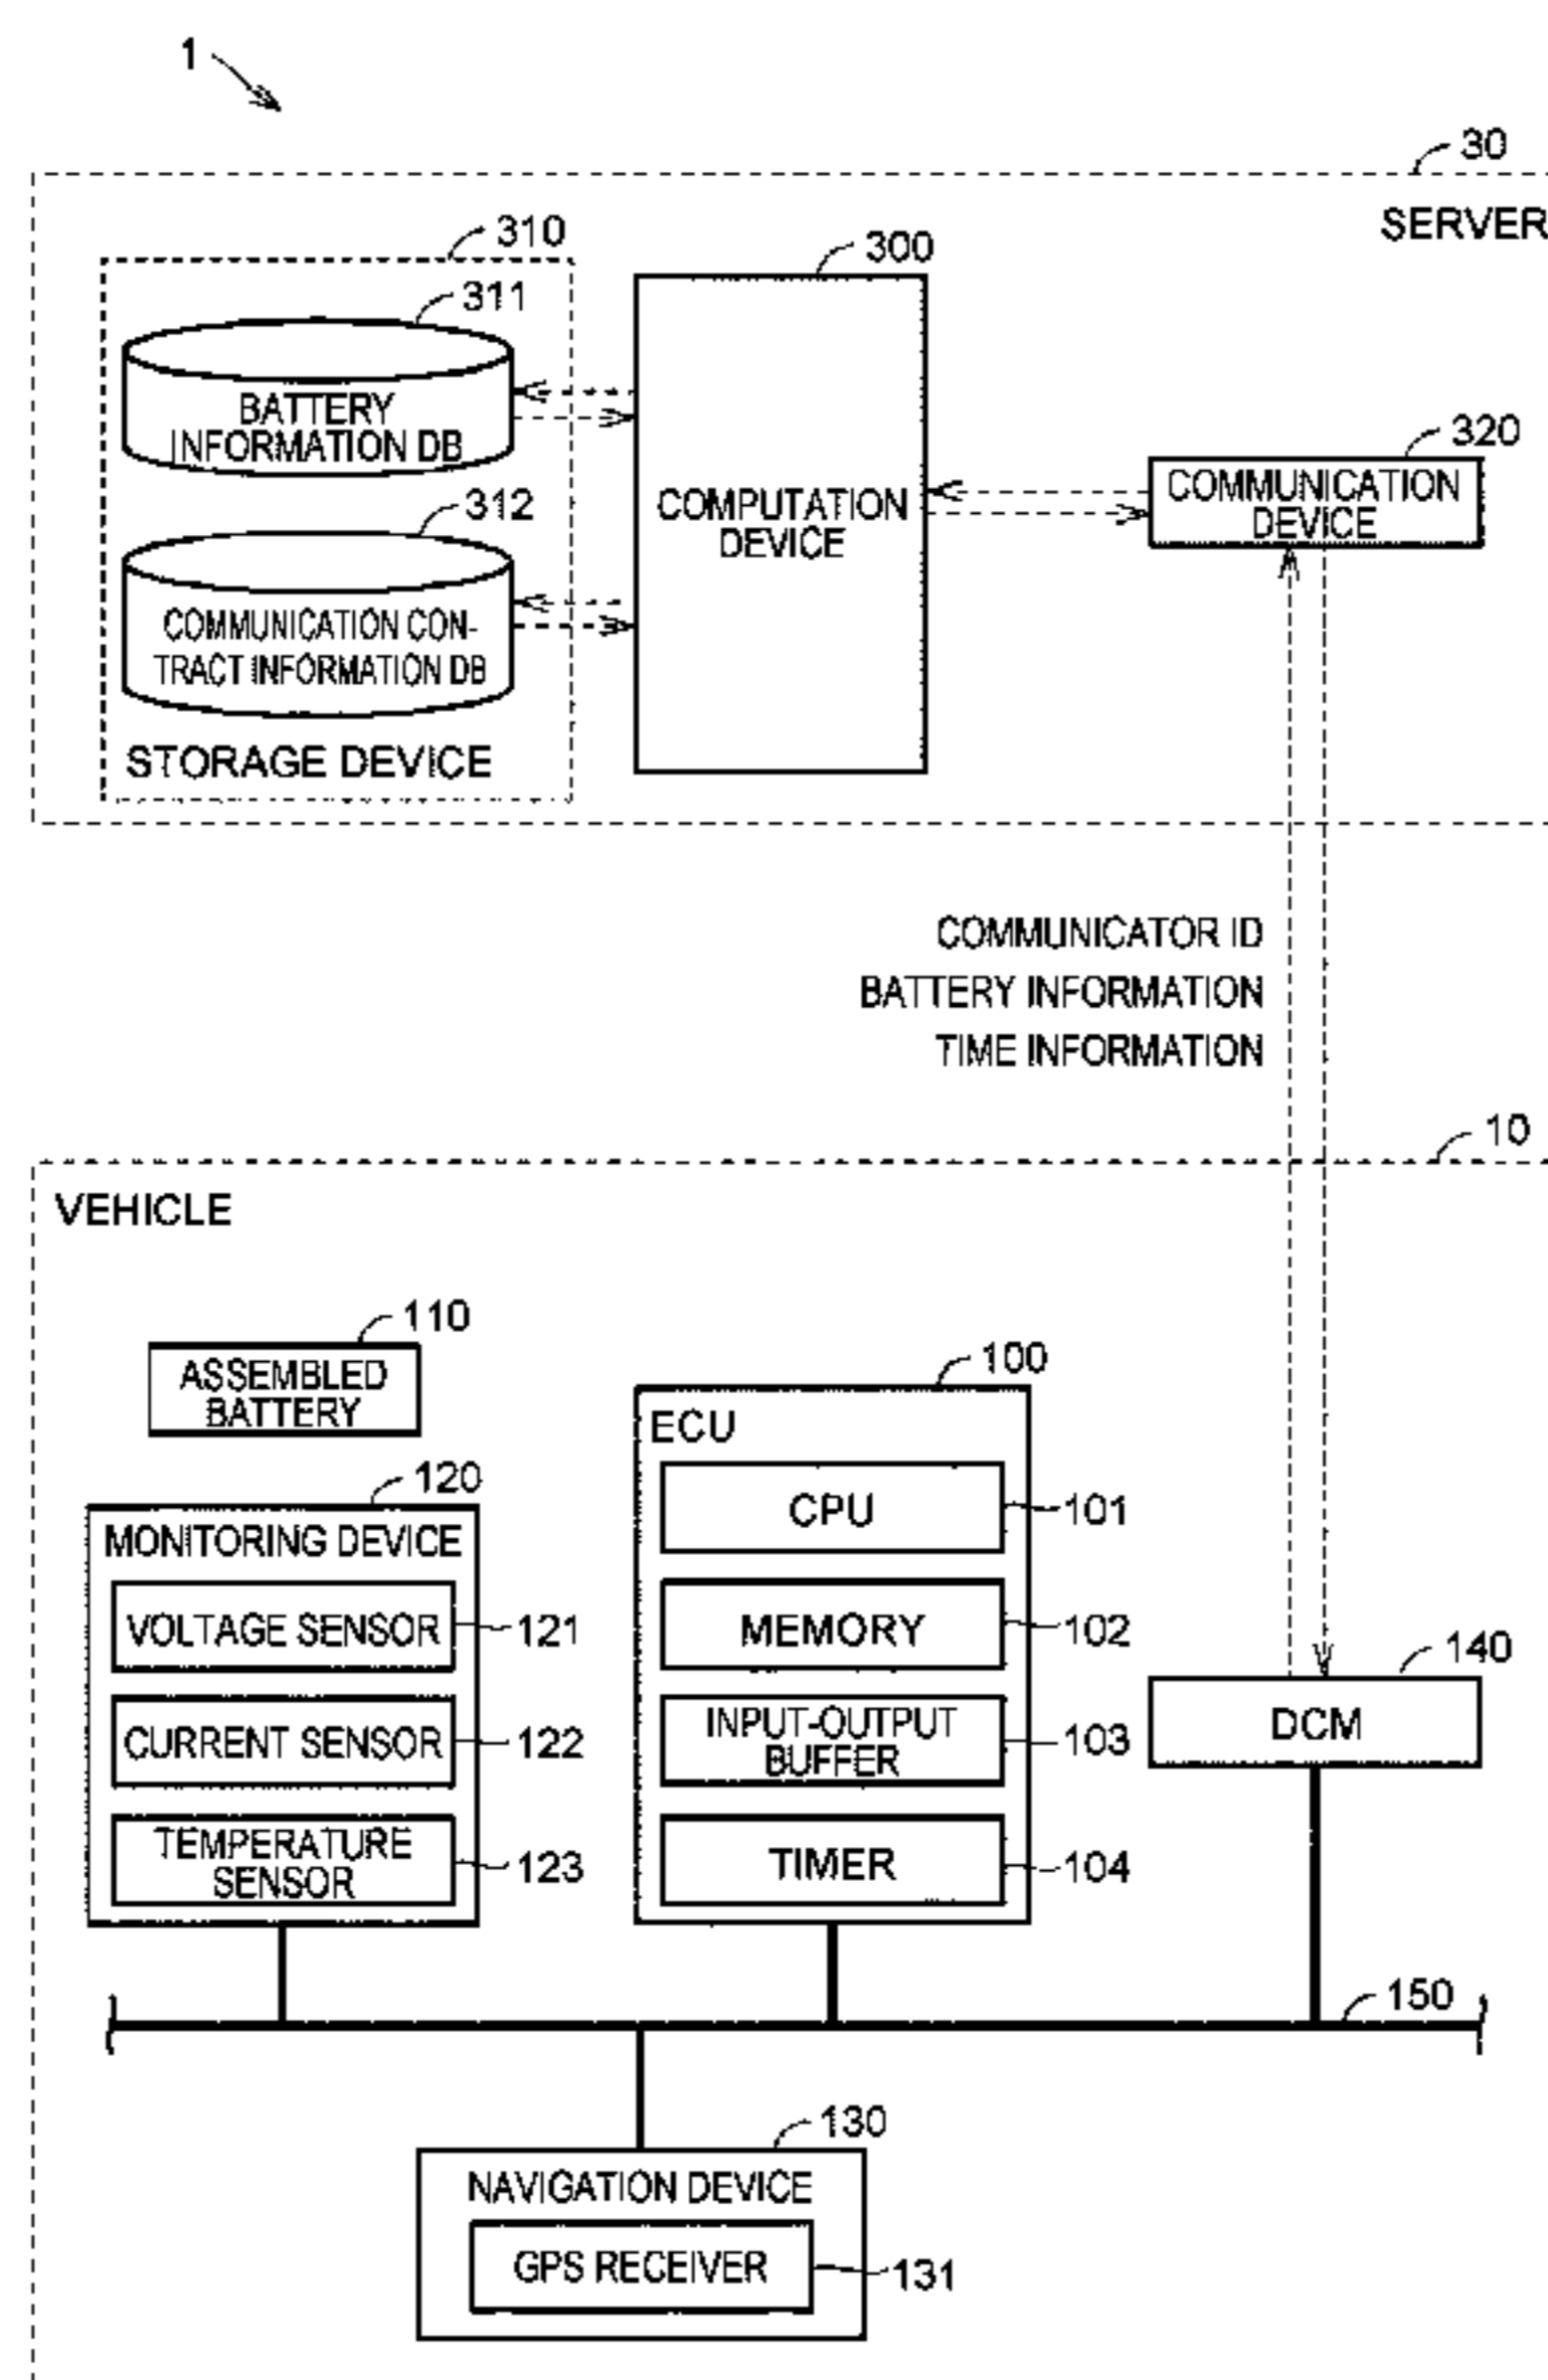 1
30
SERVER
310
300
311
BATTERY
INFORMATION DB
320
COMMUNICATION
DEVICE
312
COMPUTATION
DEVICE
COMMUNICATION CON-
TRACT INFORMATION DB
STORAGE DEVICE
COMMUNICATOR ID
BATTERY INFORMATION
TIME INFORMATION
10
VEHICLE
110
ASSEMBLED
BATTERY
100
ECU
120
MONITORING DEVICE
CPU
101
VOLTAGE SENSOR
121
MEMORY
102
140
DCM
CURRENT SENSOR
122
INPUT-OUTPUT
BUFFER
103
TEMPERATURE
SENSOR
123
TIMER
104
150
130
NAVIGATION DEVICE
GPS RECEIVER
131